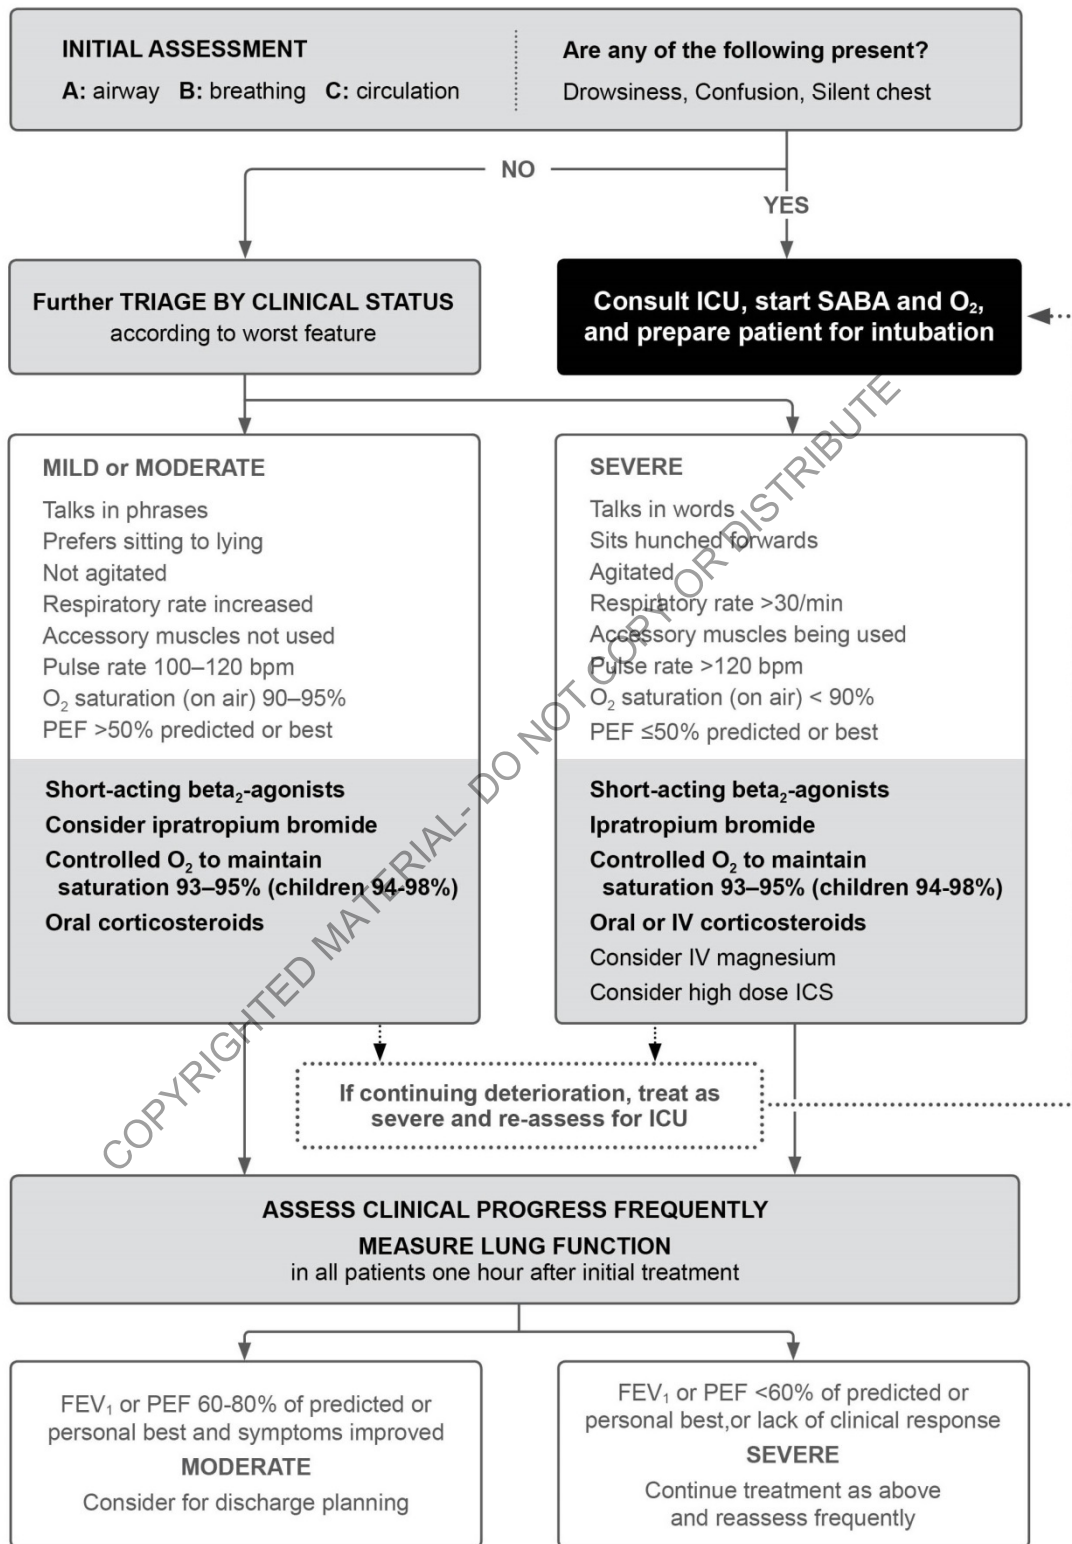 INITIAL ASSESSMENT
A: airway B: breathing C: circulation
Are any of the following present?
Drowsiness, Confusion, Silent chest
NO
YES
Further TRIAGE BY CLINICAL STATUS
according to worst feature
Consult ICU, start SABA and O₂,
and prepare patient for intubation
MILD or MODERATE
Talks in phrases
Prefers sitting to lying
Not agitated
Respiratory rate increased
Accessory muscles not used
Pulse rate 100–120 bpm
O₂ saturation (on air) 90–95%
PEF >50% predicted or best
Short-acting beta₂-agonists
Consider ipratropium bromide
Controlled O₂ to maintain
saturation 93–95% (children 94-98%)
Oral corticosteroids
SEVERE
Talks in words
Sits hunched forwards
Agitated
Respiratory rate >30/min
Accessory muscles being used
Pulse rate >120 bpm
O₂ saturation (on air) < 90%
PEF ≤50% predicted or best
Short-acting beta₂-agonists
Ipratropium bromide
Controlled O₂ to maintain
saturation 93–95% (children 94-98%)
Oral or IV corticosteroids
Consider IV magnesium
Consider high dose ICS
If continuing deterioration, treat as
severe and re-assess for ICU
ASSESS CLINICAL PROGRESS FREQUENTLY
MEASURE LUNG FUNCTION
in all patients one hour after initial treatment
FEV₁ or PEF 60-80% of predicted or
personal best and symptoms improved
MODERATE
Consider for discharge planning
FEV₁ or PEF <60% of predicted or
personal best,or lack of clinical response
SEVERE
Continue treatment as above
and reassess frequently
COPYRIGHTED MATERIAL- DO NOT COPY OR DISTRIBUTE